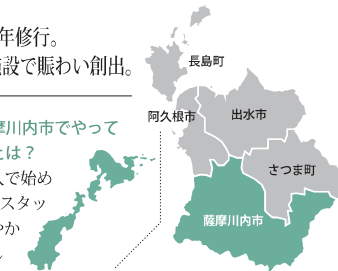 年修行。
設で賑わい創出。
摩川内市でやって
とは？
で始め
スタッ
やか
長島町
阿久根市
出水市
さつま町
薩摩川内市